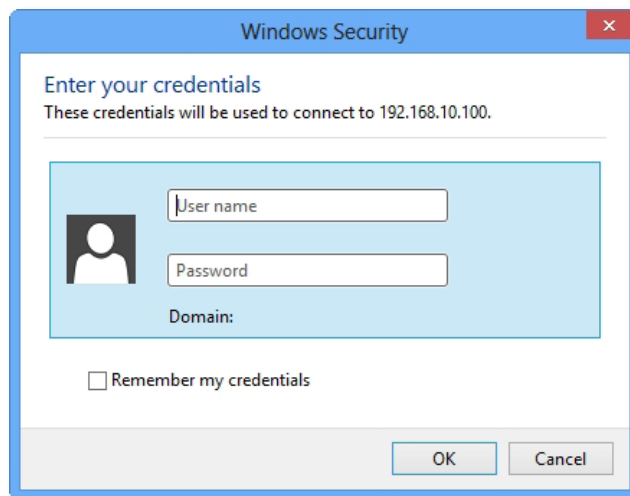 Windows Security
Enter your credentials
These credentials will be used to connect to 192.168.10.100.
User name
Password
Domain:
Remember my credentials
OK
Cancel